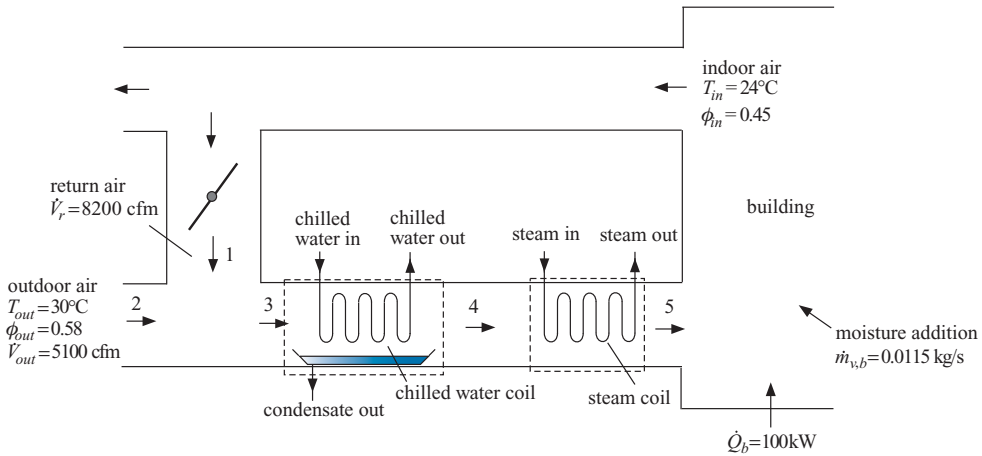 indoor air
T_in = 24°C
ϕ_in = 0.45
return air
V̇_r = 8200 cfm
building
chilled water in
chilled water out
steam in
steam out
1
outdoor air
T_out = 30°C
ϕ_out = 0.58
V̇_out = 5100 cfm
2
3
4
5
moisture addition
ṁ_v,b = 0.0115 kg/s
chilled water coil
steam coil
condensate out
Q̇_b = 100 kW